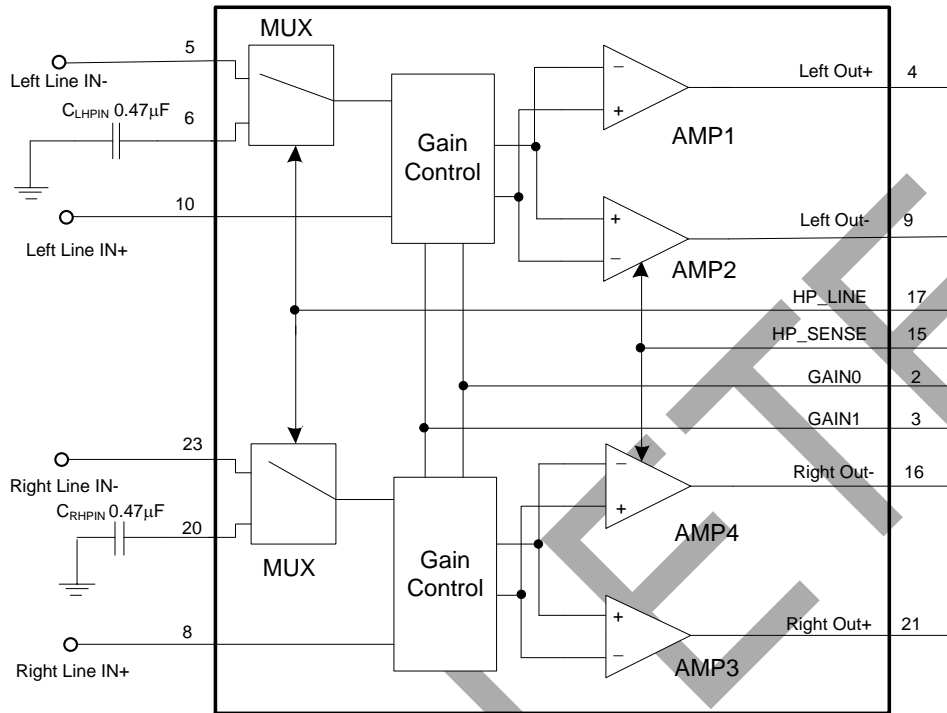 MUX
5
Left Line IN-
CLHPIN 0.47μF
6
10
Left Line IN+
Gain
Control
−
+
AMP1
Left Out+
4
+
−
AMP2
Left Out-
9
HP_LINE
17
HP_SENSE
15
GAIN0
2
GAIN1
3
23
Right Line IN-
CRHPIN 0.47μF
20
MUX
8
Right Line IN+
Gain
Control
−
+
AMP4
Right Out-
16
+
−
AMP3
Right Out+
21